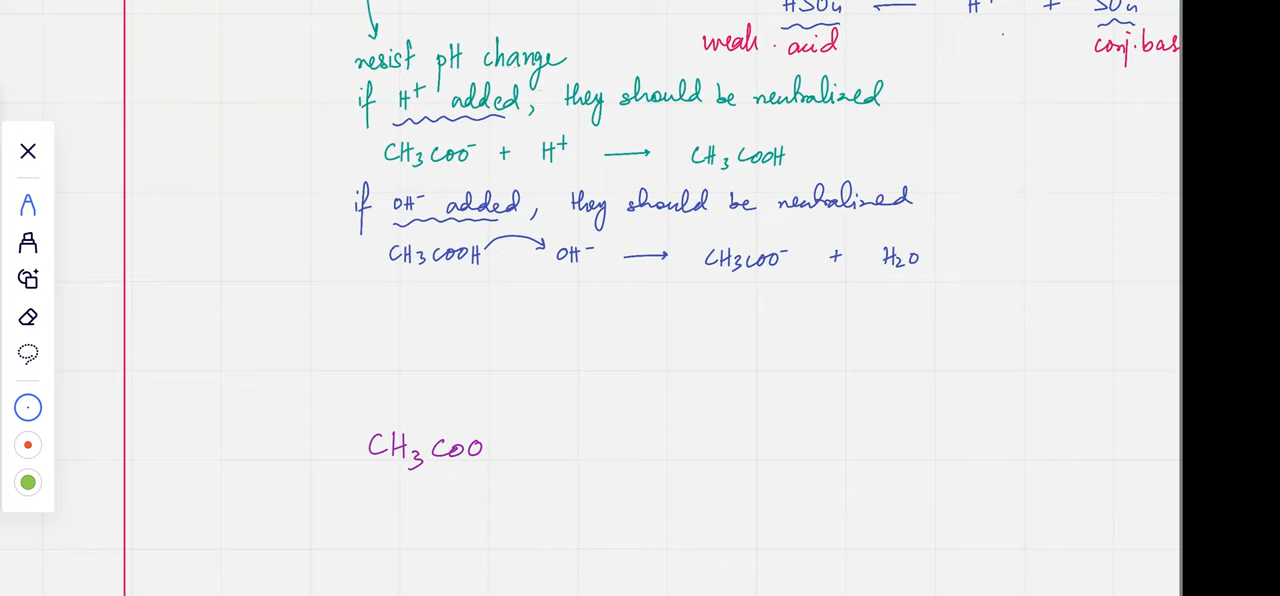 HSO4 ⟵ H + SO4
weak. acid conj. bas
resist pH change
if H⁺ added, they should be neutralized
CH₃COO⁻ + H⁺ ⟶ CH₃COOH
if OH⁻ added, they should be neutralized
CH₃COOH OH⁻ ⟶ CH₃COO⁻ + H₂O
CH₃COO